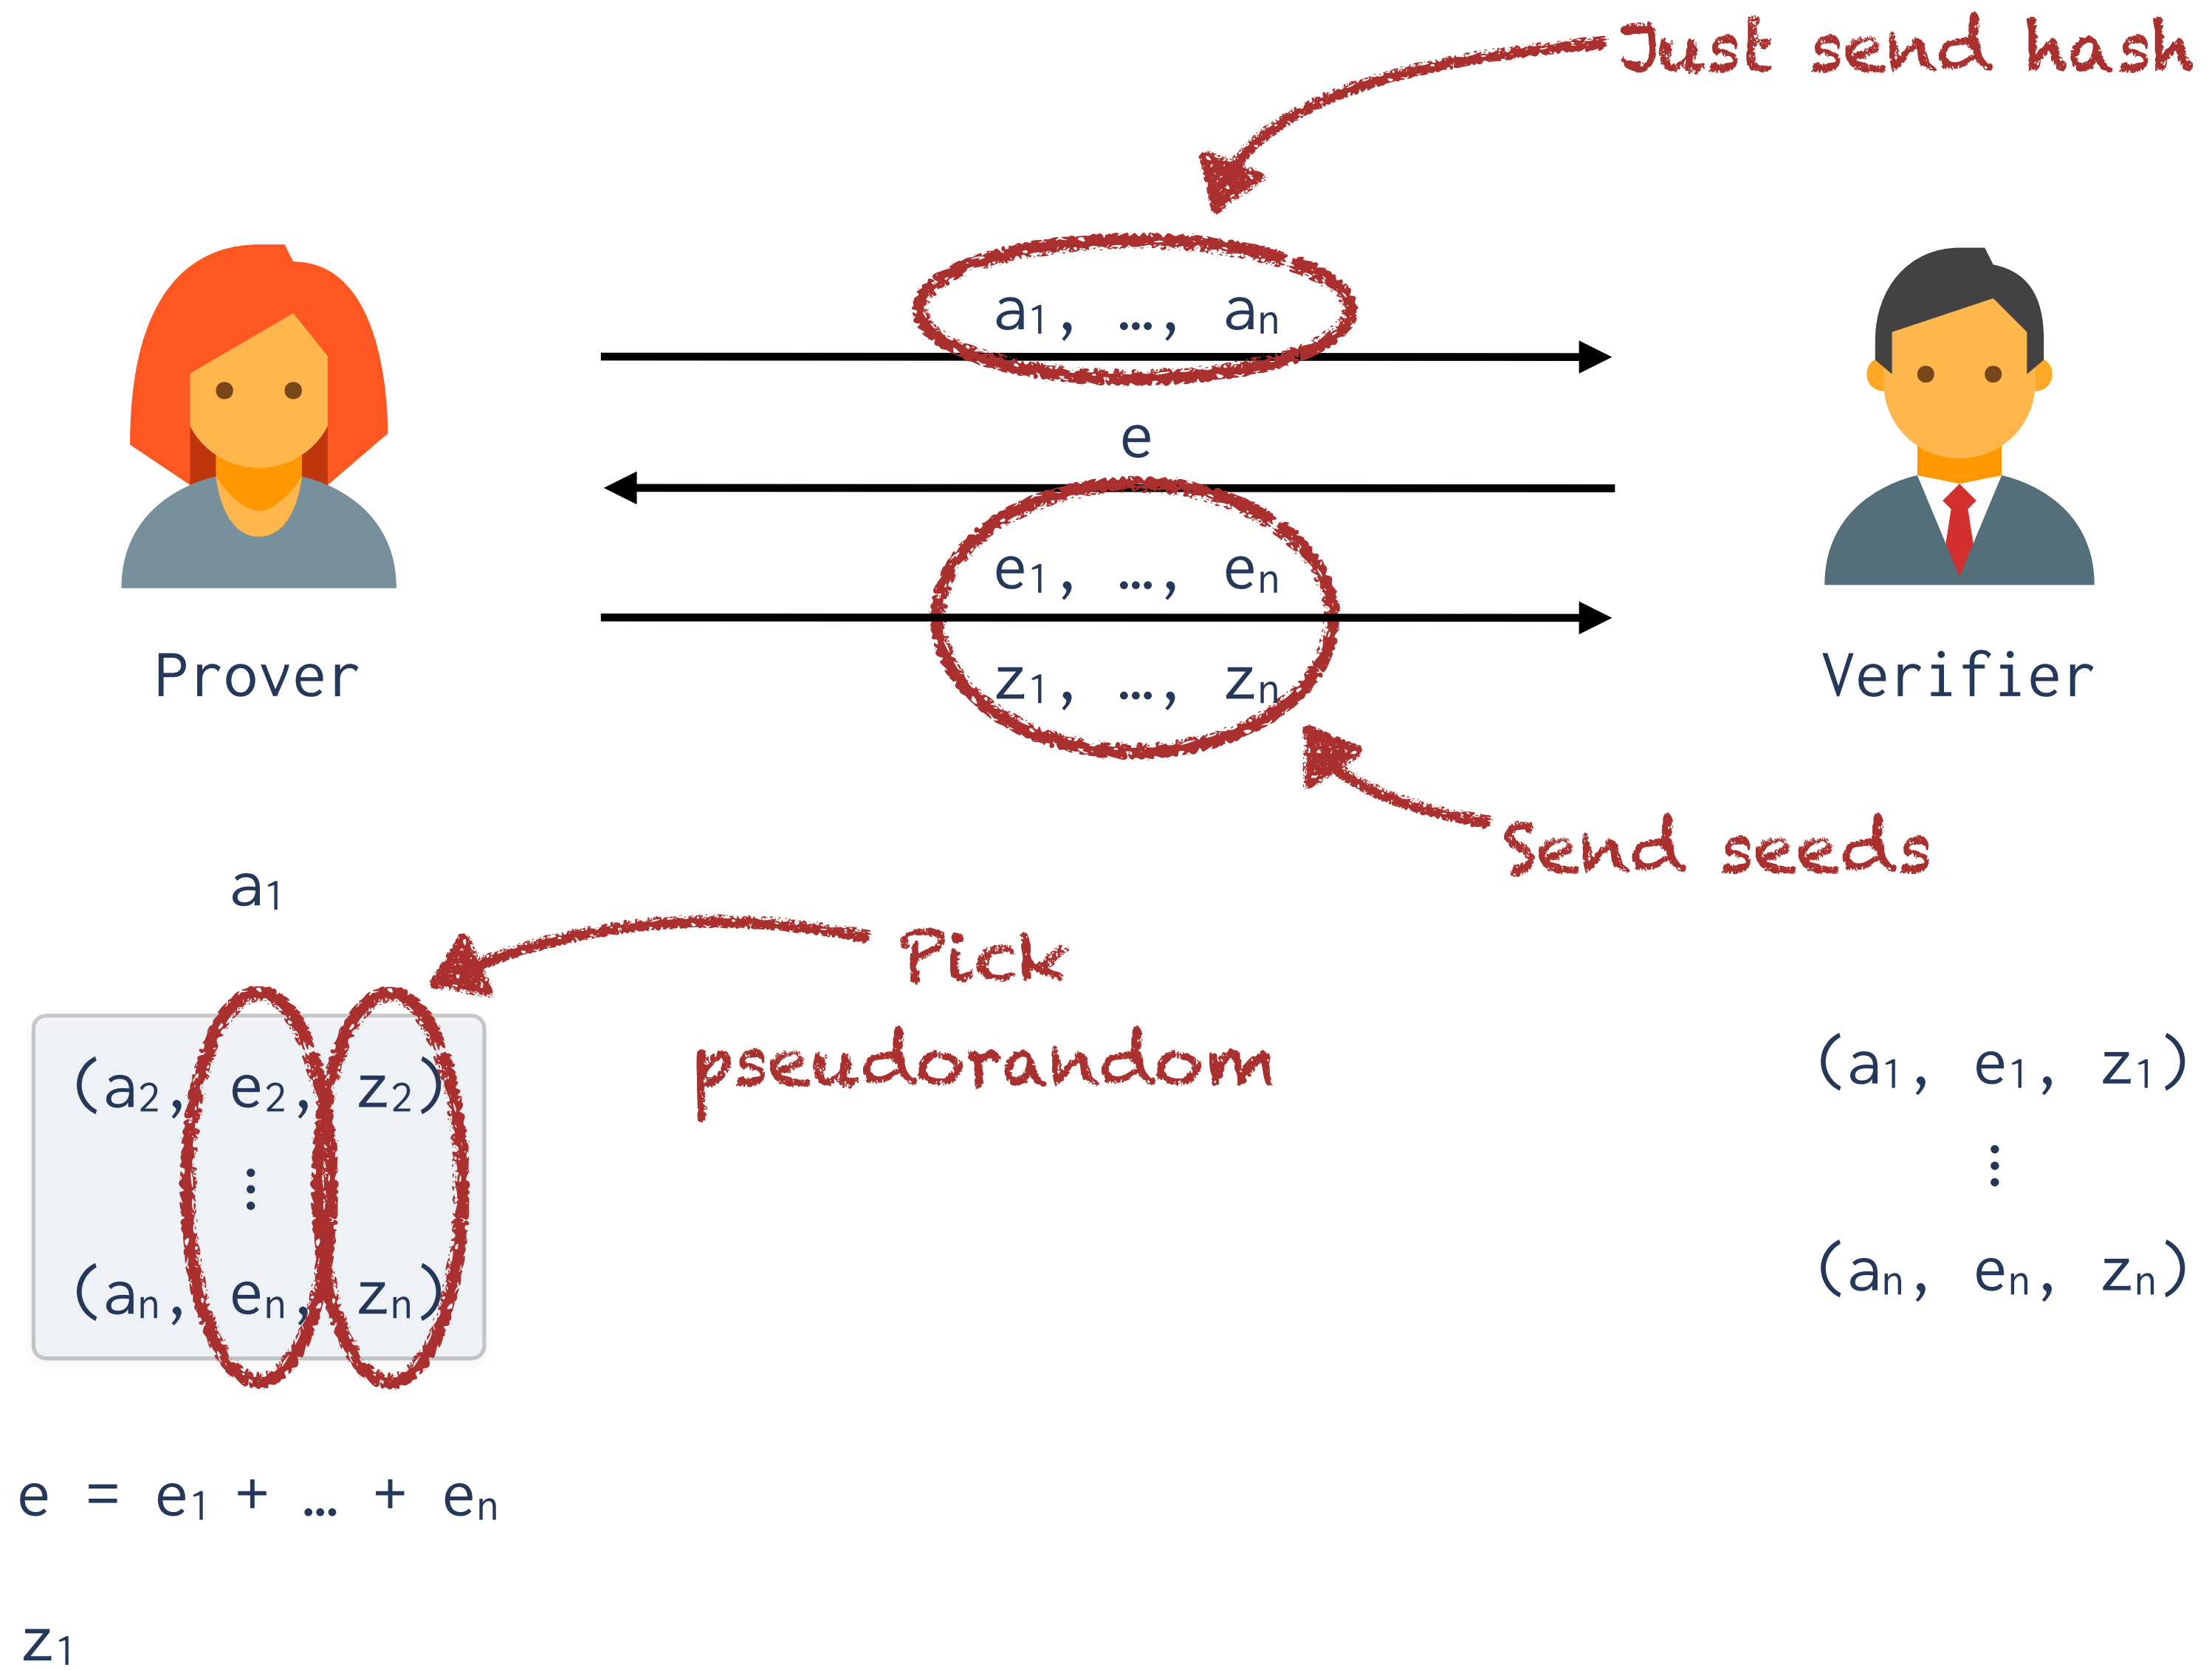 Just send hash
a1, …, an
e
e1, …, en
z1, …, zn
Prover
Verifier
Send seeds
a1
Pick
pseudorandom
(a2, e2, z2)
⋮
(an, en, zn)
(a1, e1, z1)
⋮
(an, en, zn)
e = e1 + … + en
z1